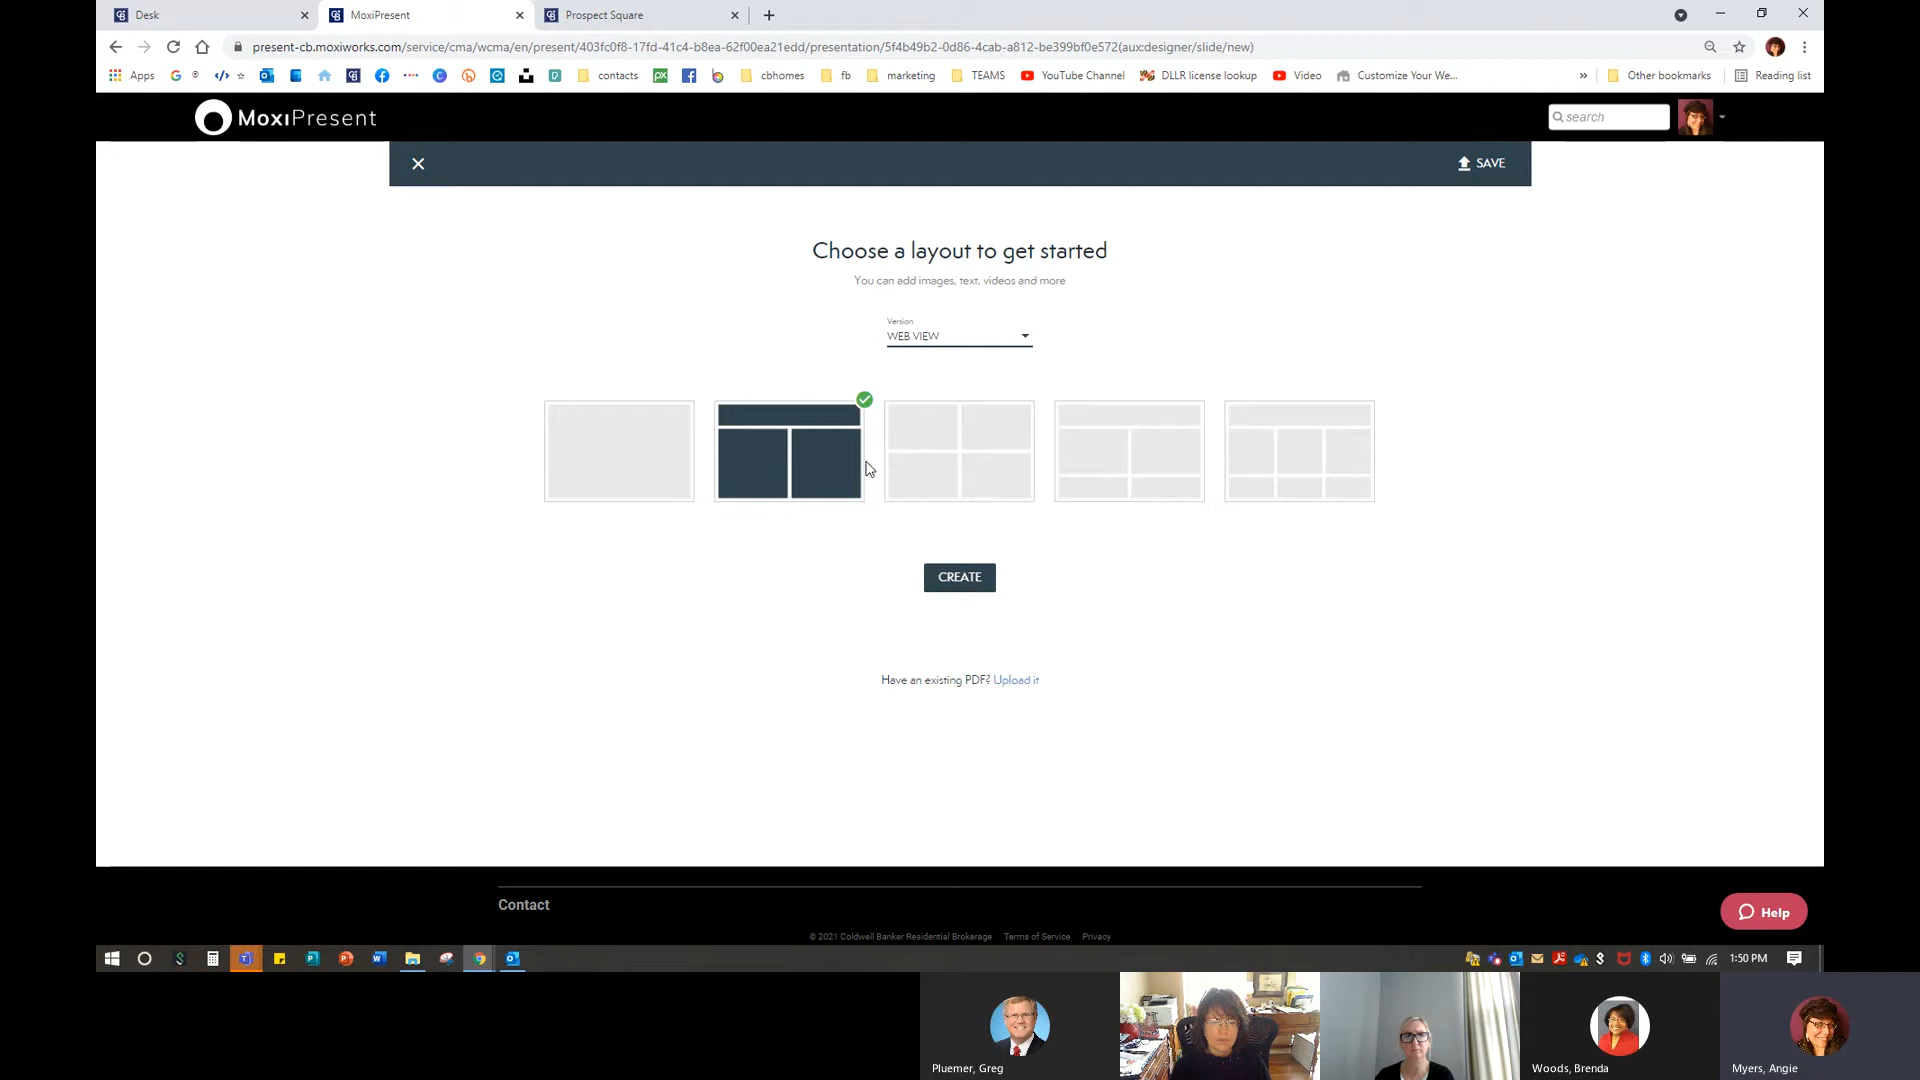 Desk
MoxiPresent
Prospect Square
present-cb.moxiworks.com/service/cma/wcma/en/present/403fc0f8-17fd-41c4-b8ea-62f00ea21edd/presentation/5f4b49b2-0d86-4cab-a812-be399bf0e572(aux:designer/slide/new)
Apps
contacts
cbhomes
fb
marketing
TEAMS
YouTube Channel
DLLR license lookup
Video
Customize Your We...
Other bookmarks
Reading list
MoxiPresent
search
SAVE
Choose a layout to get started
You can add images, text, videos and more
Version
WEB VIEW
CREATE
Have an existing PDF? Upload it
Contact
Help
© 2021 Coldwell Banker Residential Brokerage Terms of Service Privacy
1:50 PM
Pluemer, Greg
Woods, Brenda
Myers, Angie